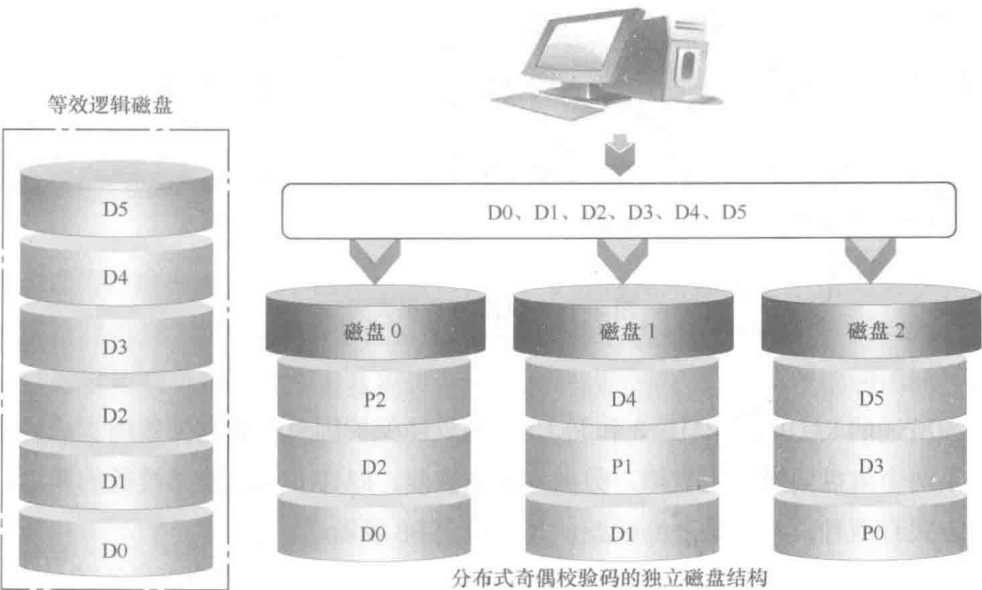 等效逻辑磁盘
D5
D4
D3
D2
D1
D0
D0、D1、D2、D3、D4、D5
磁盘0 磁盘1 磁盘2
P2 D4 D5
D2 P1 D3
D0 D1 P0
分布式奇偶校验码的独立磁盘结构